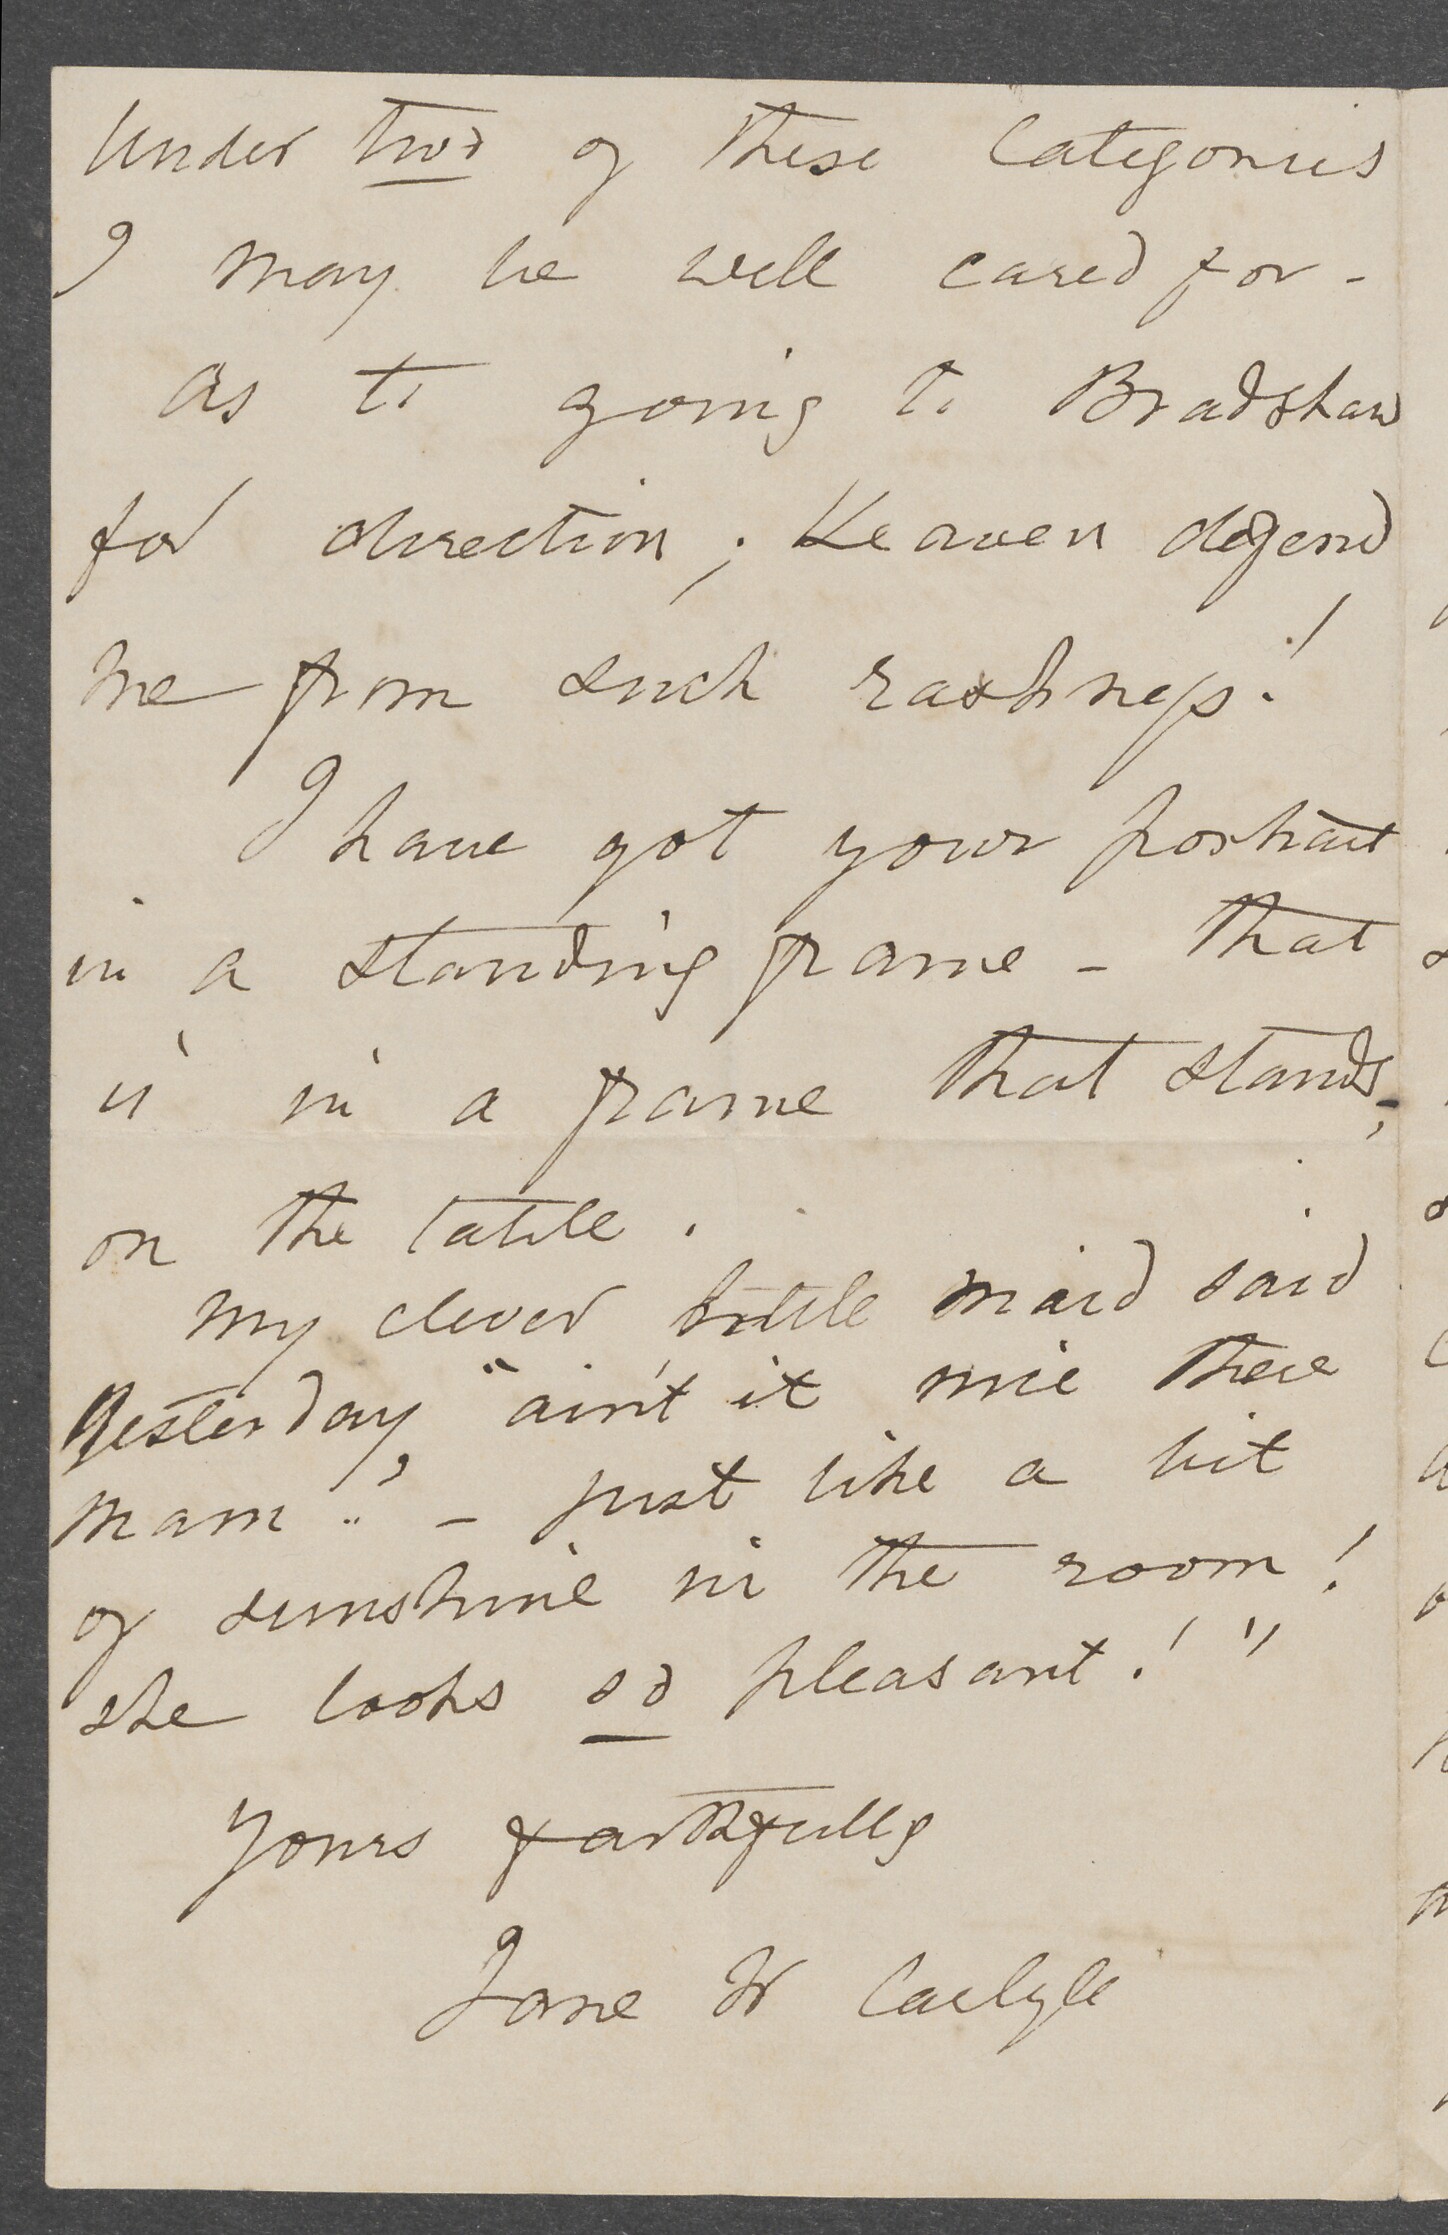 Under two of these Categories
I may be well cared for -
as to going to Bradshaw
for direction; Heaven defend
me from such rashness!
I have got your portrait
in a standing frame - that
is in a frame that stands,
on the table.
My clever little maid said
Yesterday, "ain't it nice there
mam" - just like a bit
of sunshine in the room!
she looks so pleasant!"
Yours faithfully
Jane W Carlyle